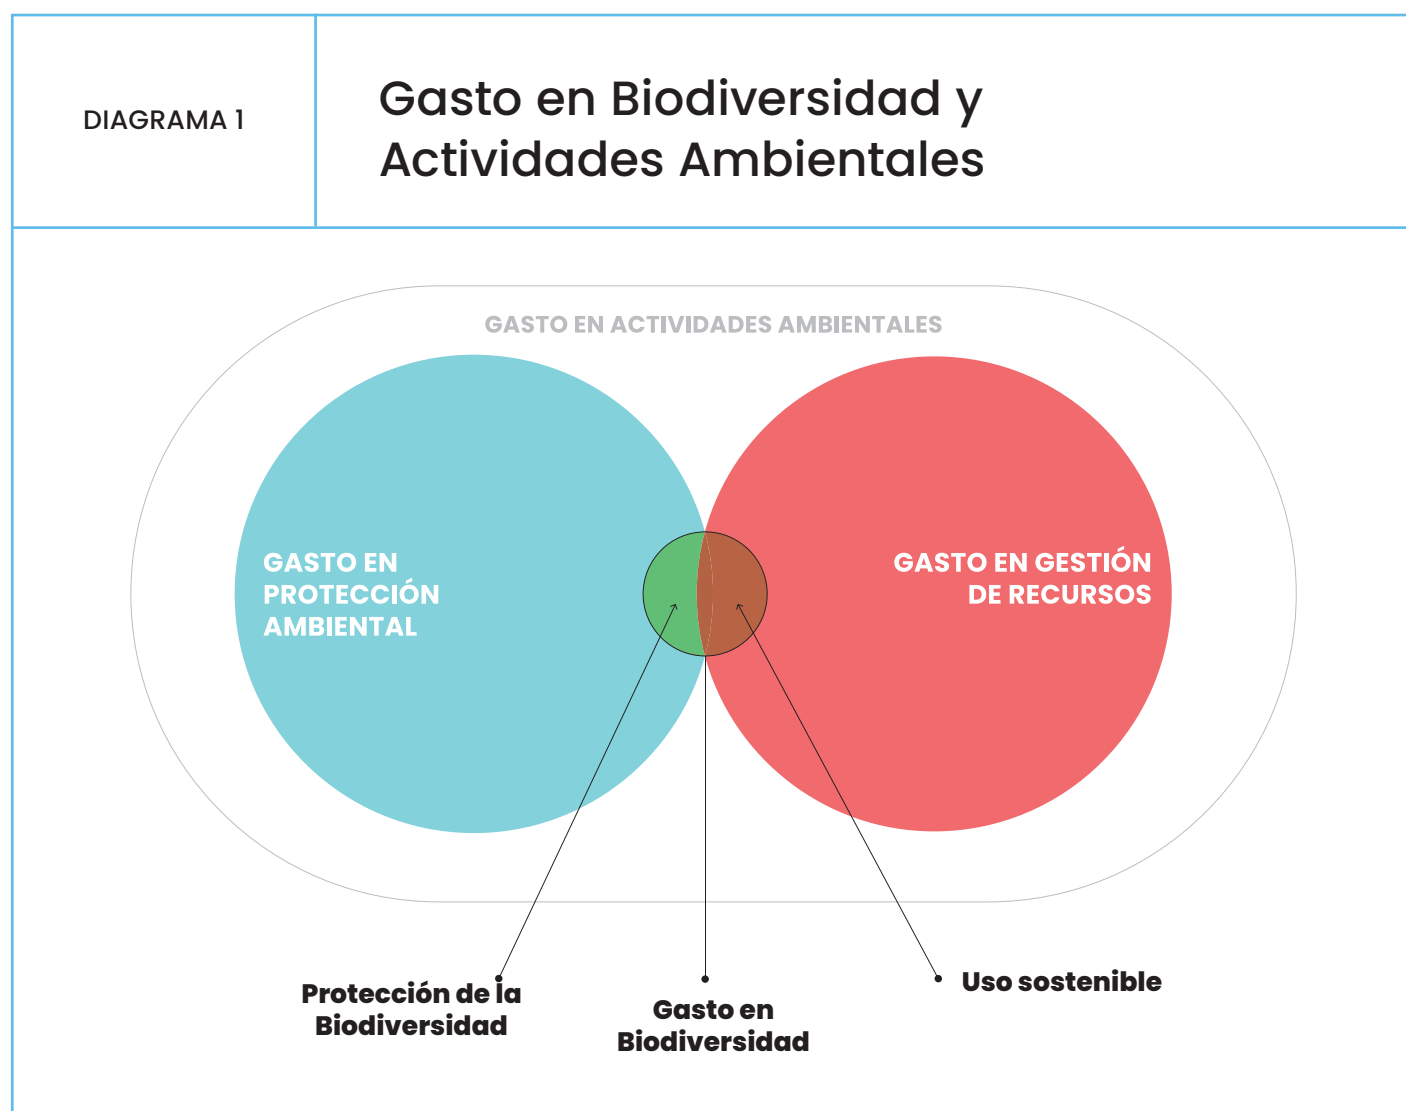 DIAGRAMA 1
Gasto en Biodiversidad y
Actividades Ambientales
GASTO EN ACTIVIDADES AMBIENTALES
GASTO EN
PROTECCIÓN
AMBIENTAL
GASTO EN GESTIÓN
DE RECURSOS
Protección de la
Biodiversidad
Gasto en
Biodiversidad
Uso sostenible